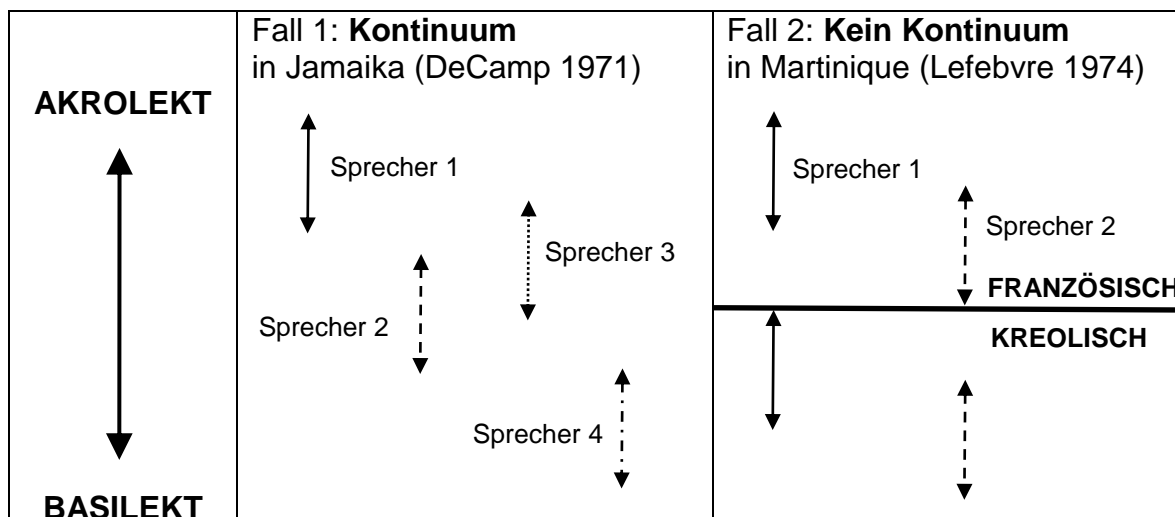 AKROLEKT
BASILEKT
Fall 1: Kontinuum
in Jamaika (DeCamp 1971)
Sprecher 1
Sprecher 3
Sprecher 2
Sprecher 4
Fall 2: Kein Kontinuum
in Martinique (Lefebvre 1974)
Sprecher 1
Sprecher 2
FRANZÖSISCH
KREOLISCH